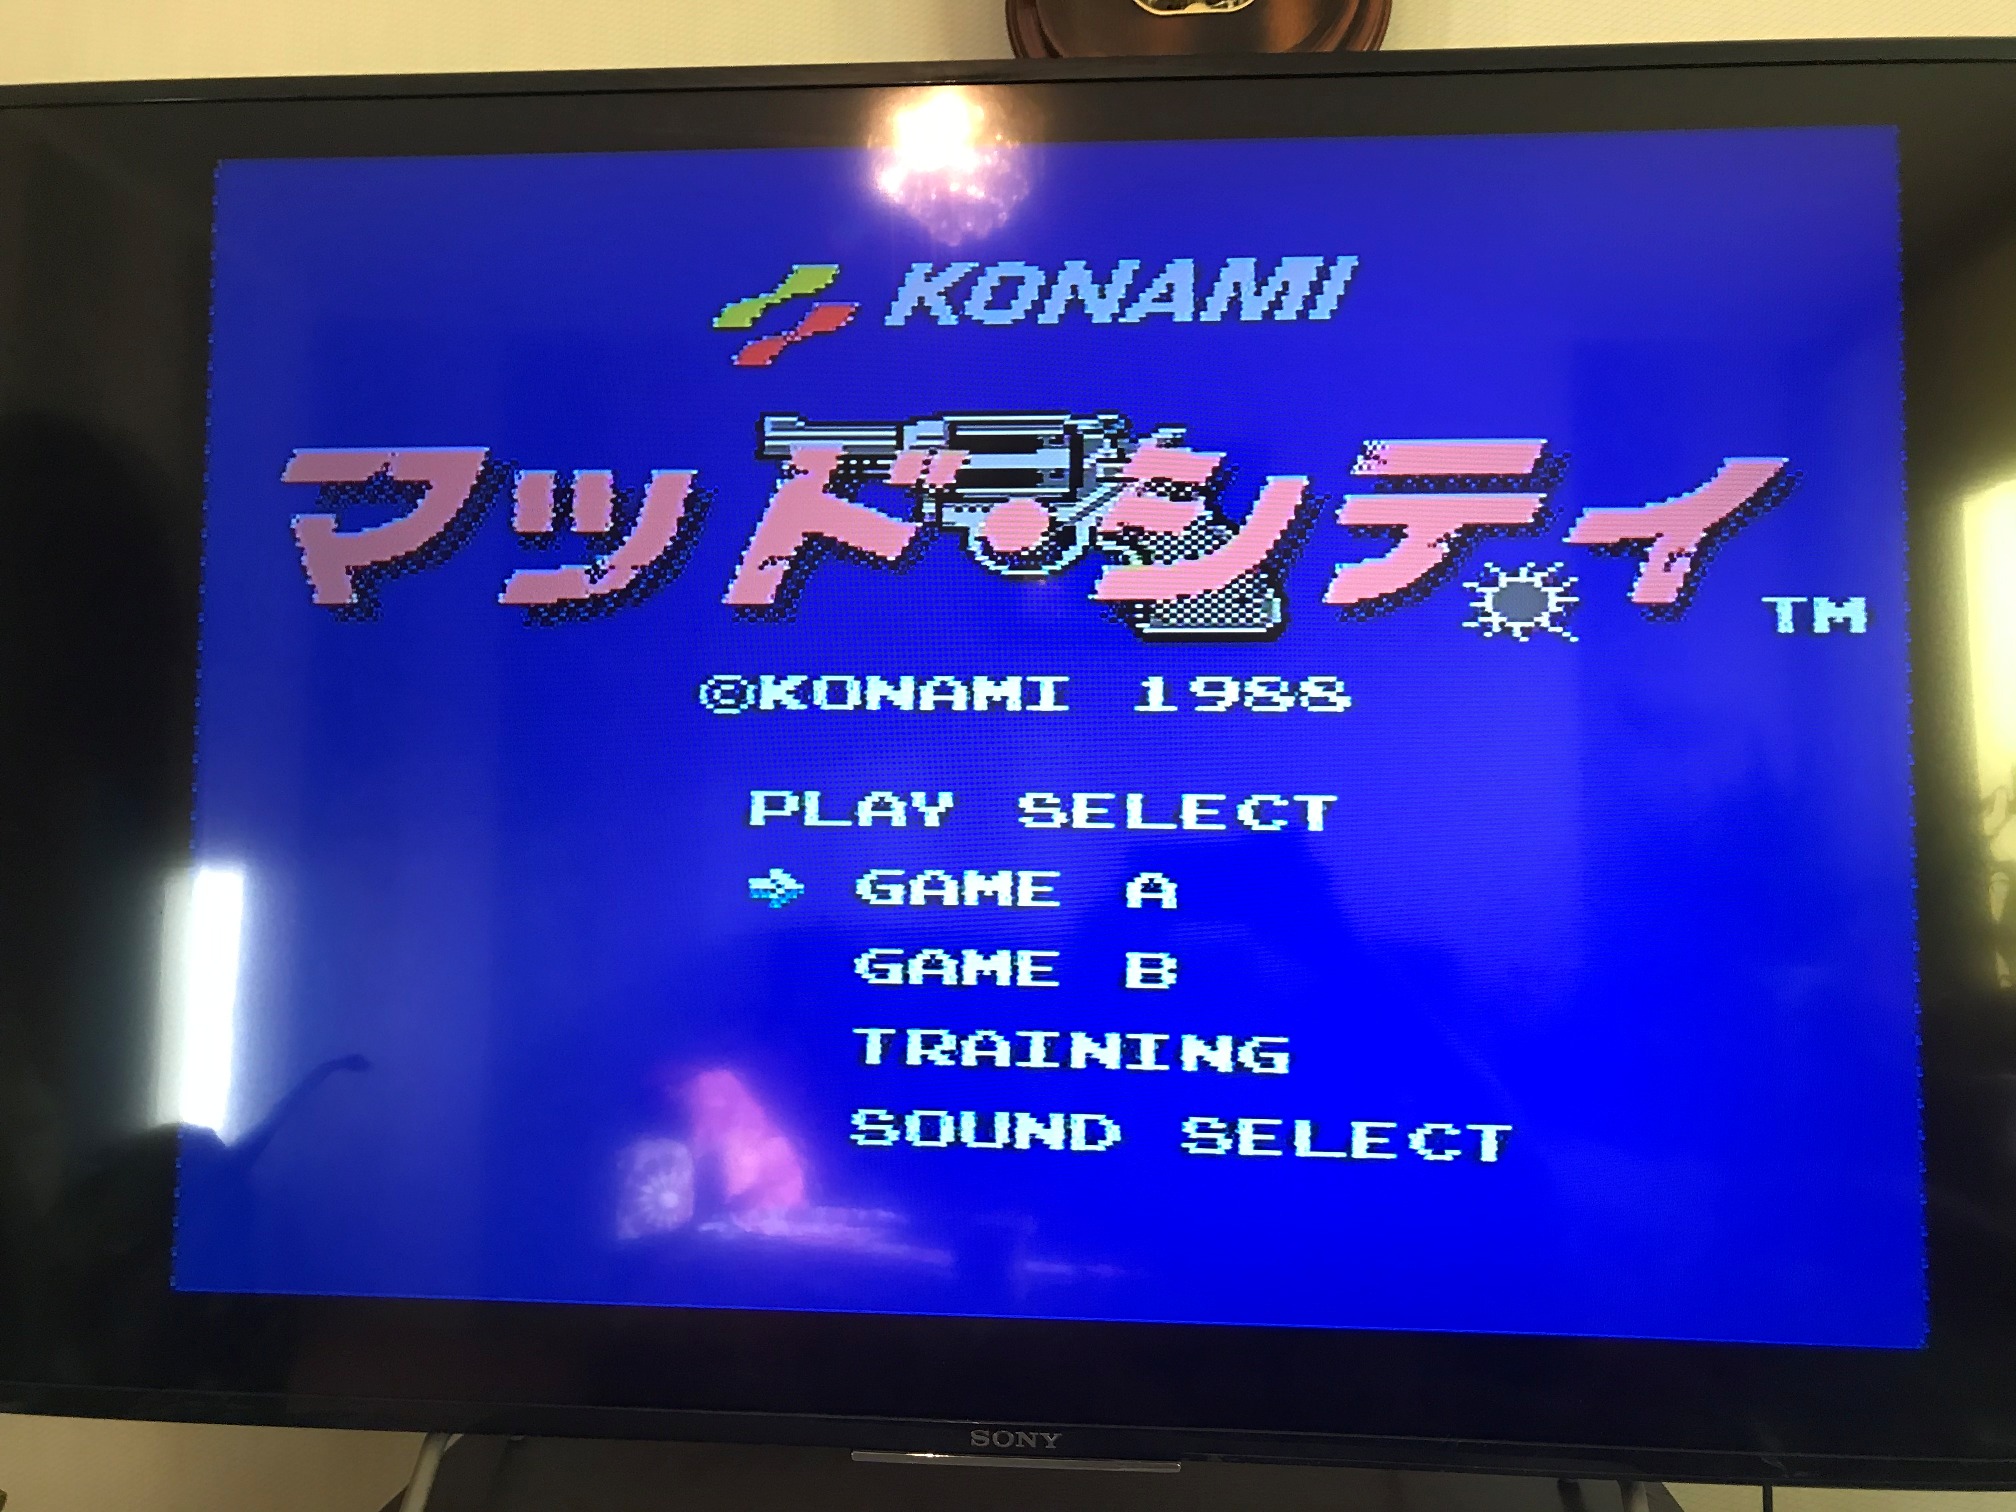 KONAMI
マッド・シティ TM
©KONAMI 1988
PLAY SELECT
GAME A
GAME B
TRAINING
SOUND SELECT
SONY